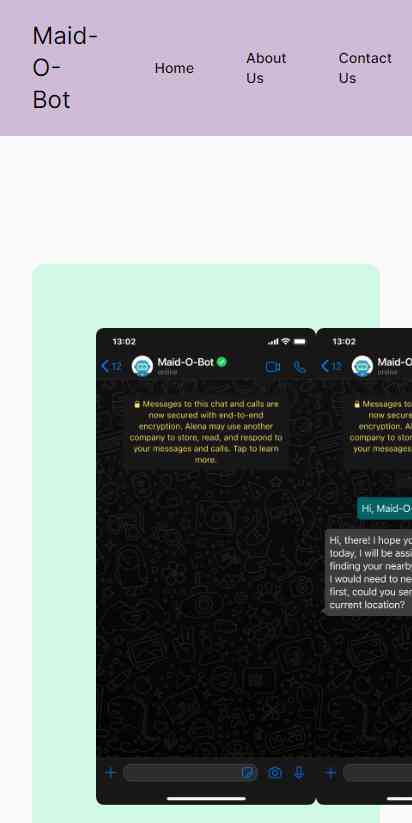 Maid-
O-
Bot
Home
About
Us
Contact
Us
13:02
12
Maid-O-Bot
online
Messages to this chat and calls are
now secured with end-to-end
encryption. Alena may use another
company to store, read, and respond to
your messages and calls. Tap to learn
more.
13:02
12
Maid-O
online
Messages to
now secure
encryption. Al
company to stor
your messages
Hi, Maid-O-
Hi, there! I hope yo
today, I will be assi
finding your nearby
I would need to ne
first, could you sen
current location?